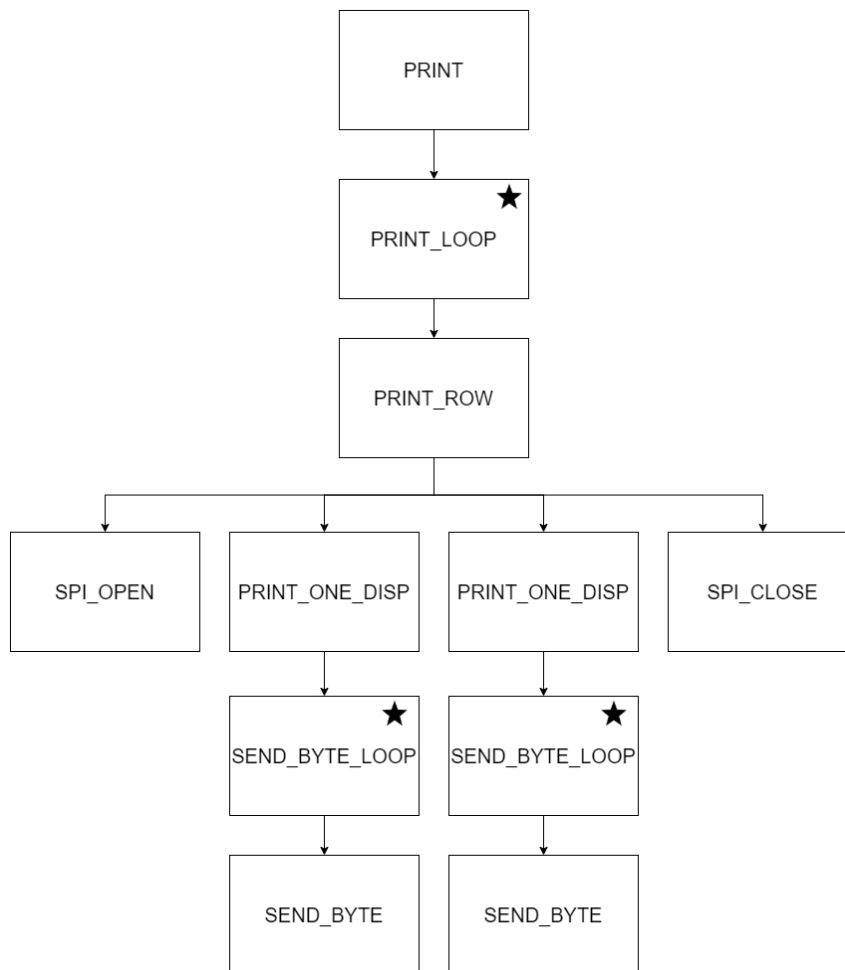 PRINT
PRINT_LOOP
PRINT_ROW
SPI_OPEN
PRINT_ONE_DISP
PRINT_ONE_DISP
SPI_CLOSE
SEND_BYTE_LOOP
SEND_BYTE_LOOP
SEND_BYTE
SEND_BYTE